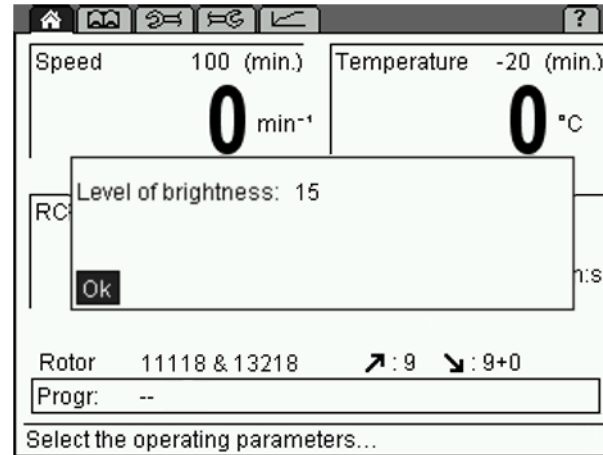 ?
Speed 100 (min.) Temperature -20 (min.)
0 min⁻¹ 0 °C
Level of brightness: 15
RC
Ok
Rotor 11118 & 13218 ↗: 9 ↘: 9+0
Progr: --
Select the operating parameters...